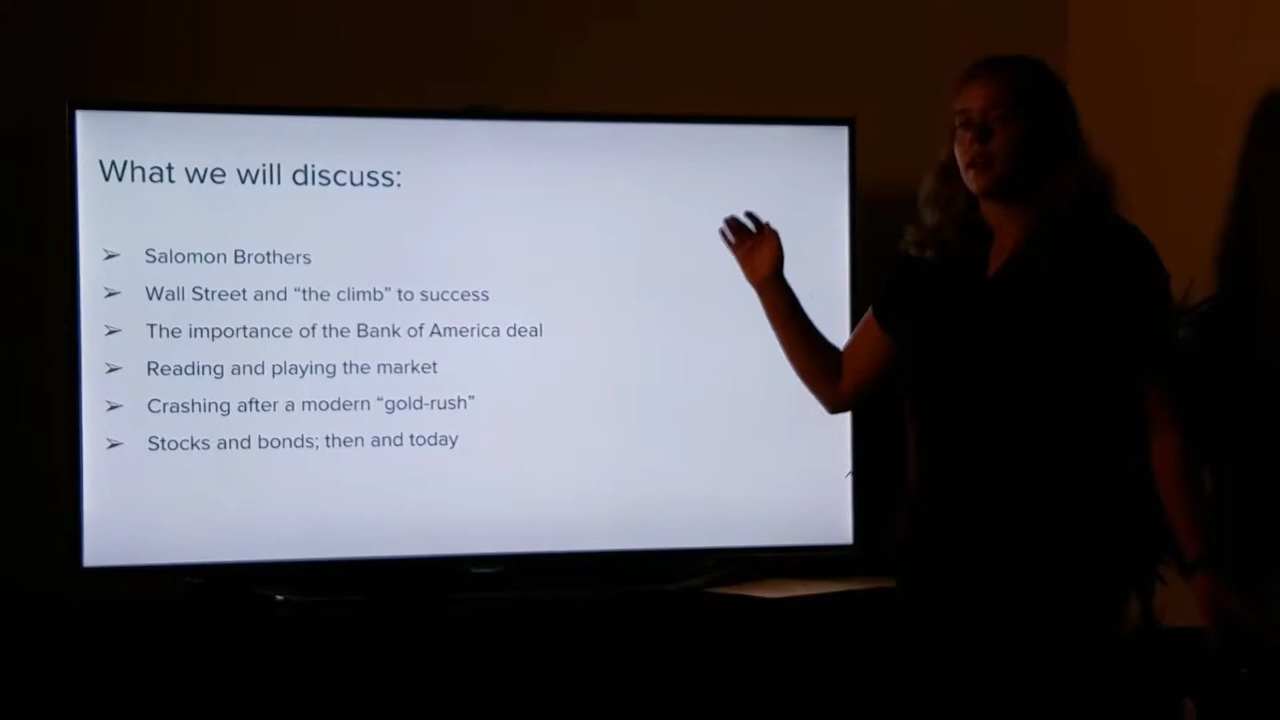 What we will discuss:
➢ Salomon Brothers
➢ Wall Street and “the climb” to success
➢ The importance of the Bank of America deal
➢ Reading and playing the market
➢ Crashing after a modern “gold-rush”
➢ Stocks and bonds; then and today